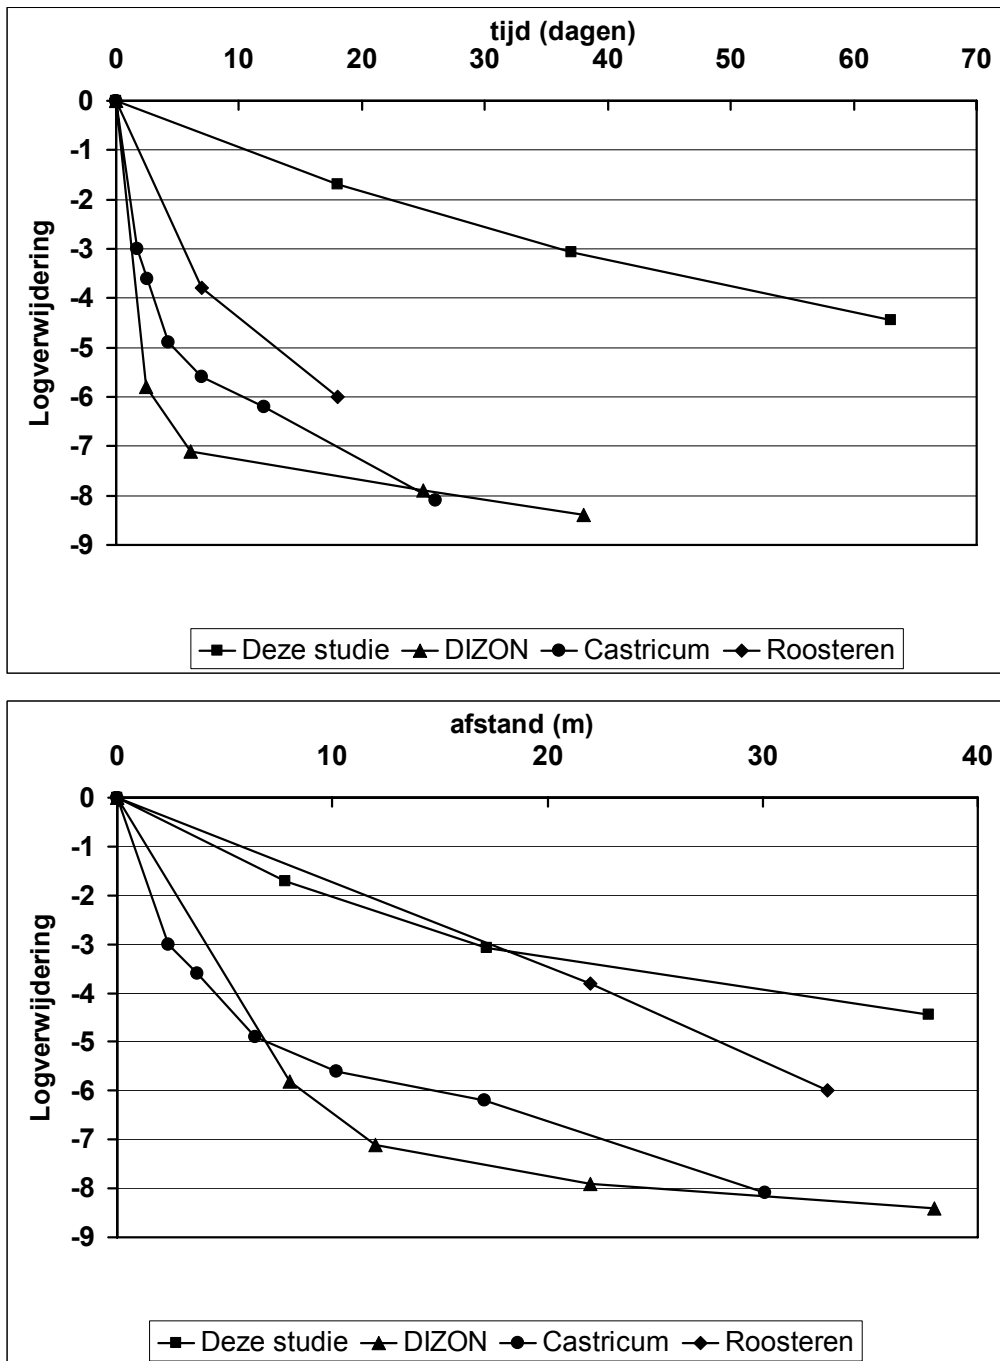 tijd (dagen)
0 10 20 30 40 50 60 70
0
-1
-2
-3
-4
-5
-6
-7
-8
-9
Logverwijdering
Deze studie DIZON Castricum Roosteren
afstand (m)
0 10 20 30 40
0
-1
-2
-3
-4
-5
-6
-7
-8
-9
Logverwijdering
Deze studie DIZON Castricum Roosteren